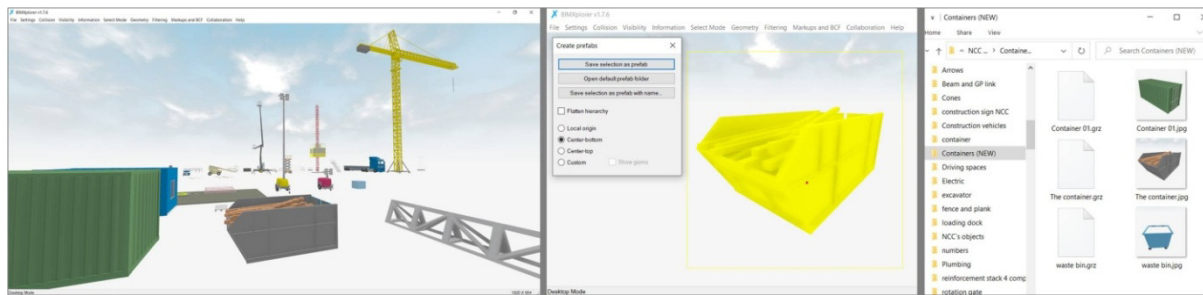 BIMXplorer v1.7.6
File Settings Collision Visibility Information Select Mode Geometry Filtering Markups and BCF Collaboration Help
Desktop Mode
BIMXplorer v1.7.6
File Settings Collision Visibility Information Select Mode Geometry Filtering Markups and BCF Collaboration Help
Create prefabs
Save selection as prefab
Open default prefab folder
Save selection as prefab with name...
Flatten hierarchy
Local origin
Center-bottom
Center-top
Custom
Show gizmo
Desktop Mode
Containers (NEW)
Home Share View
« NCC ... › Containe...
Search Containers (NEW)
Arrows
Beam and GP link
Cones
construction sign NCC
Construction vehicles
container
Containers (NEW)
Driving spaces
Electric
excavator
fence and plank
loading dock
NCC's objects
numbers
Plumbing
reinforcement stack 4 comp
rotation gate
Container 01.grz
Container 01.jpg
The container.grz
The container.jpg
waste bin.grz
waste bin.jpg